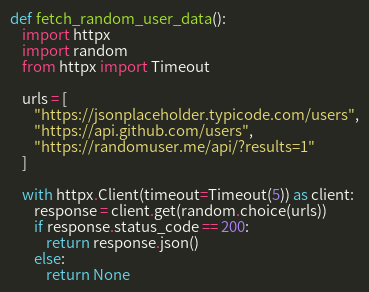 def fetch_random_user_data():
    import httpx
    import random
    from httpx import Timeout

    urls = [
        "https://jsonplaceholder.typicode.com/users",
        "https://api.github.com/users",
        "https://randomuser.me/api/?results=1"
    ]

    with httpx.Client(timeout=Timeout(5)) as client:
        response = client.get(random.choice(urls))
        if response.status_code == 200:
            return response.json()
        else:
            return None